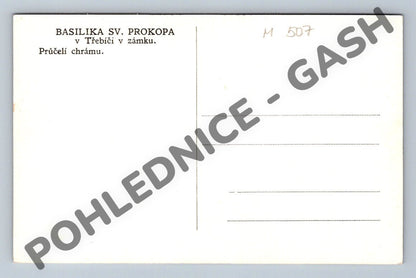 BASILIKA SV. PROKOPA
v Třebíči v zámku.
Průčelí chrámu.
M 507
POHLEDNICE - GASH